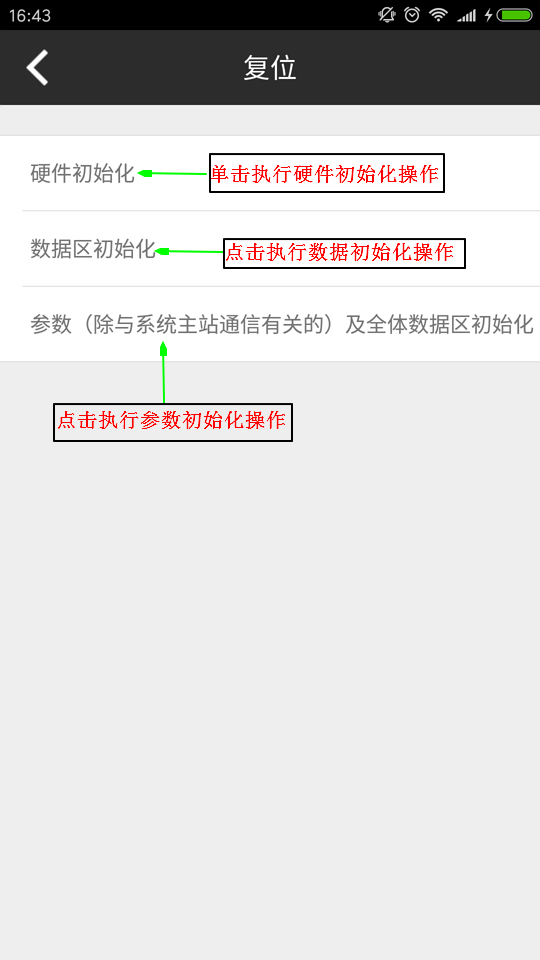 16:43
复位
硬件初始化
单击执行硬件初始化操作
数据区初始化
点击执行数据初始化操作
参数（除与系统主站通信有关的）及全体数据区初始化
点击执行参数初始化操作